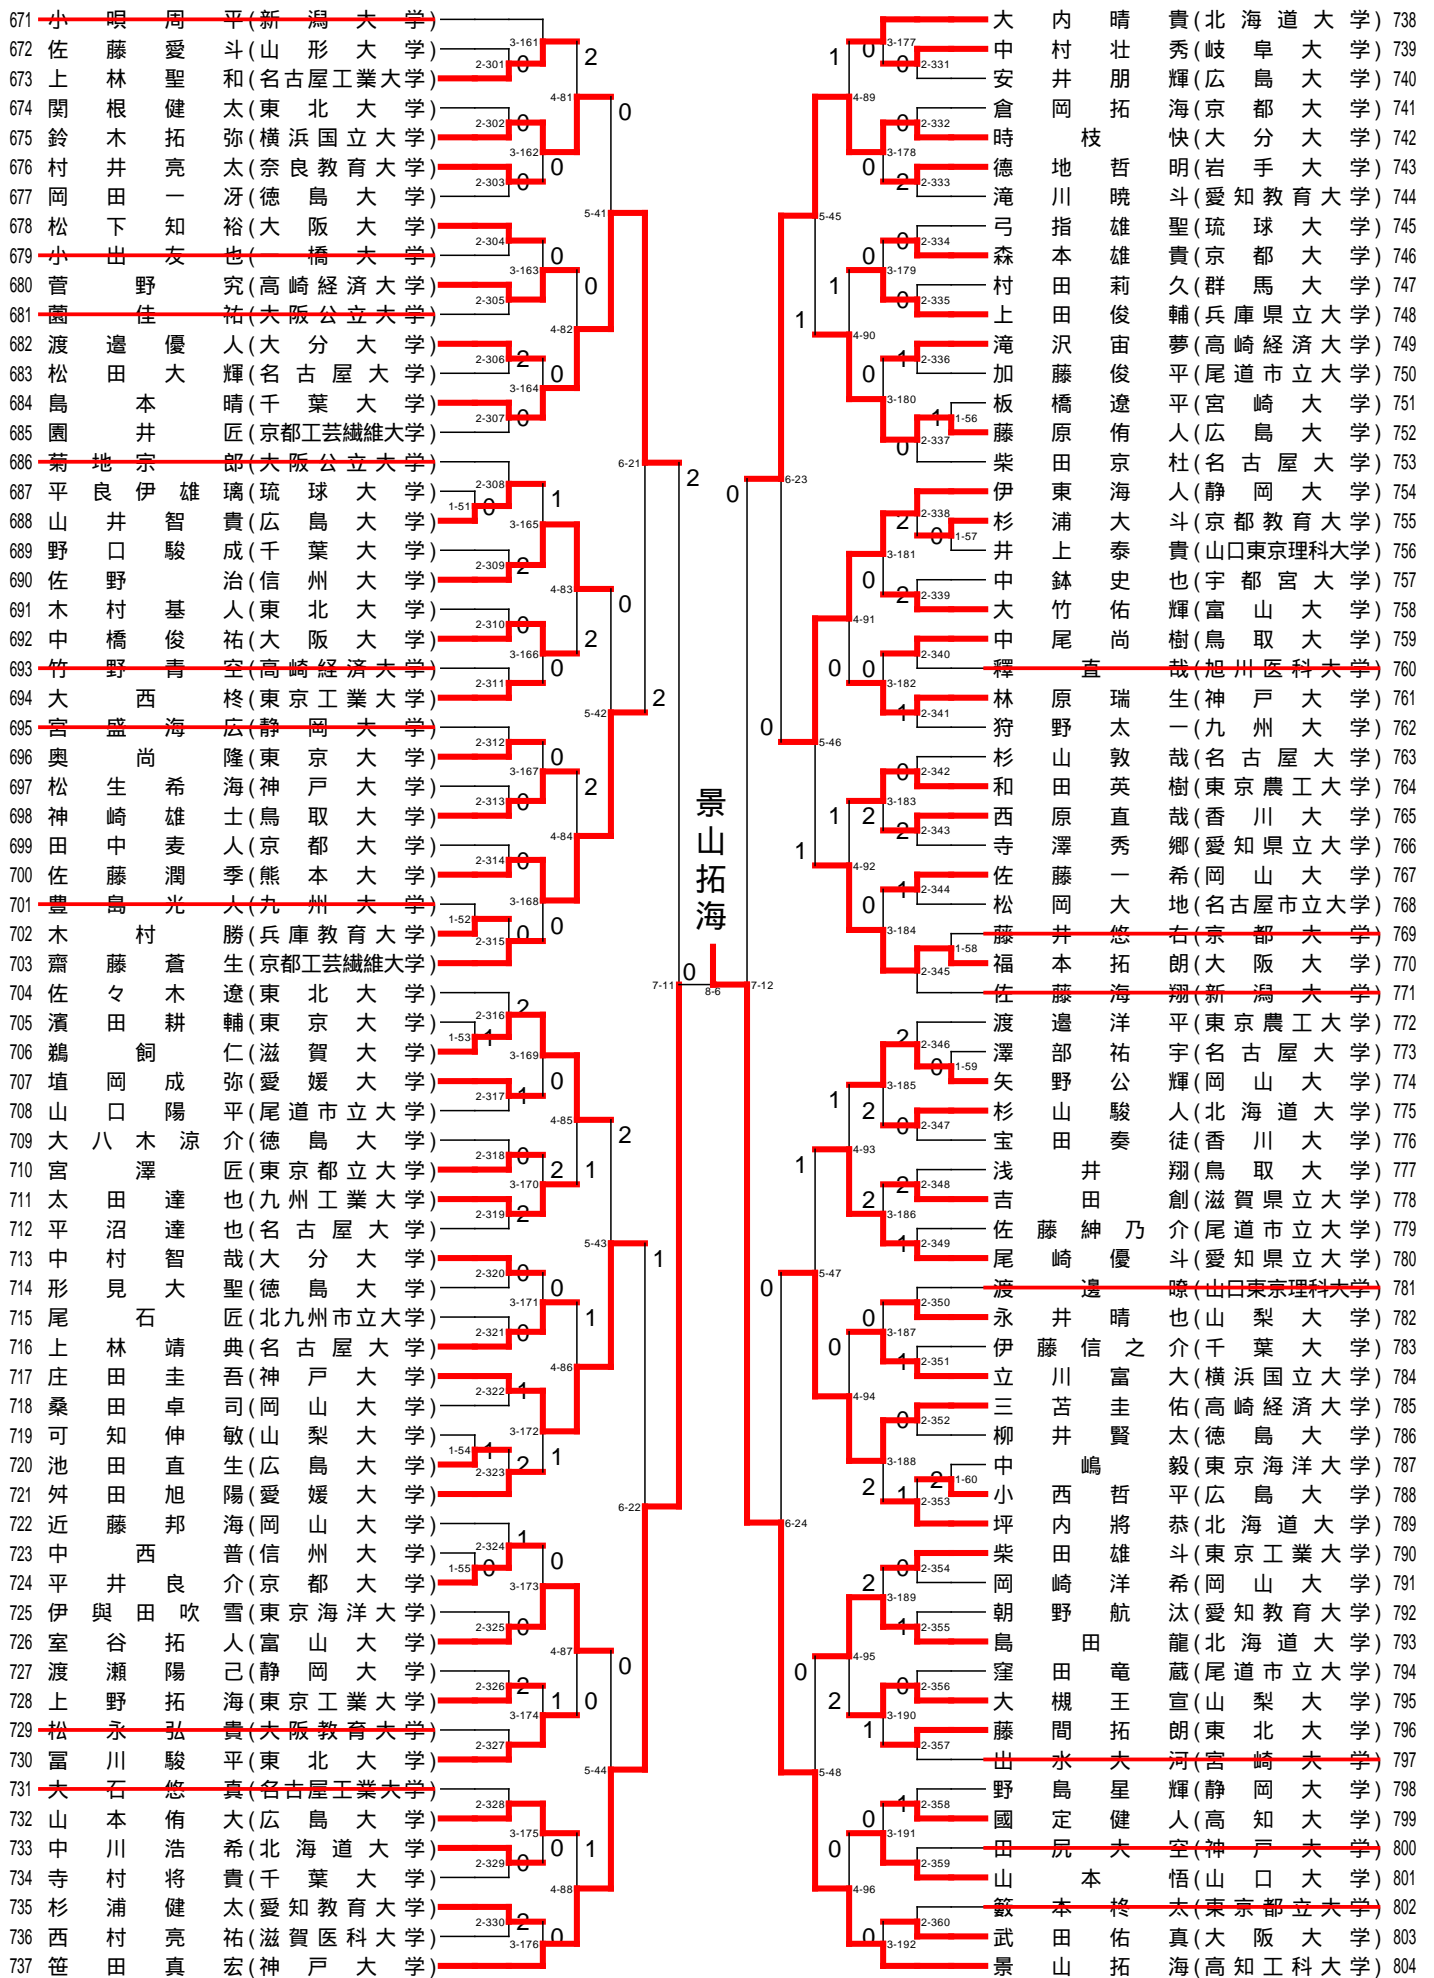 671 小唄周平(新潟大学)
672 佐藤愛斗(山形大学)
673 上林聖和(名古屋工業大学)
674 関根健太(東北大学)
675 鈴木拓弥(横浜国立大学)
676 村井亮太(奈良教育大学)
677 岡田一冴(徳島大学)
678 松下知裕(大阪大学)
679 小出友也(一橋大学)
680 菅野究(高崎経済大学)
681 薗佳祐(大阪公立大学)
682 渡邉優人(大分大学)
683 松田大輝(名古屋大学)
684 島本晴(千葉大学)
685 園井匠(京都工芸繊維大学)
686 菊地宗郎(大阪公立大学)
687 平良伊雄璃(琉球大学)
688 山井智貴(広島大学)
689 野口駿成(千葉大学)
690 佐野治(信州大学)
691 木村基人(東北大学)
692 中橋俊祐(大阪大学)
693 竹野青空(高崎経済大学)
694 大西柊(東京工業大学)
695 宮盛海広(静岡大学)
696 奥尚隆(東京大学)
697 松生希海(神戸大学)
698 神崎雄士(鳥取大学)
699 田中麦人(京都大学)
700 佐藤潤季(熊本大学)
701 豊島光人(九州大学)
702 木村勝(兵庫教育大学)
703 齋藤蒼生(京都工芸繊維大学)
704 佐々木遼(東北大学)
705 濱田耕輔(東京大学)
706 鵜飼仁(滋賀大学)
707 埴岡成弥(愛媛大学)
708 山口陽平(尾道市立大学)
709 大八木涼介(徳島大学)
710 宮澤匠(東京都立大学)
711 太田達也(九州工業大学)
712 平沼達也(名古屋大学)
713 中村智哉(大分大学)
714 形見大聖(徳島大学)
715 尾石匠(北九州市立大学)
716 上林靖典(名古屋大学)
717 庄田圭吾(神戸大学)
718 桑田卓司(岡山大学)
719 可知伸敏(山梨大学)
720 池田直生(広島大学)
721 舛田旭陽(愛媛大学)
722 近藤邦海(岡山大学)
723 中西普(信州大学)
724 平井良介(京都大学)
725 伊與田吹雪(東京海洋大学)
726 室谷拓人(富山大学)
727 渡瀬陽己(静岡大学)
728 上野拓海(東京工業大学)
729 松永弘貴(大阪教育大学)
730 冨川駿平(東北大学)
731 大石悠真(名古屋工業大学)
732 山本侑大(広島大学)
733 中川浩希(北海道大学)
734 寺村将貴(千葉大学)
735 杉浦健太(愛知教育大学)
736 西村亮祐(滋賀医科大学)
737 笹田真宏(神戸大学)
景山拓海
大内晴貴(北海道大学) 738
中村壮秀(岐阜大学) 739
安井朋輝(広島大学) 740
倉岡拓海(京都大学) 741
時枝快(大分大学) 742
德地哲明(岩手大学) 743
滝川暁斗(愛知教育大学) 744
弓指雄聖(琉球大学) 745
森本雄貴(京都大学) 746
村田莉久(群馬大学) 747
上田俊輔(兵庫県立大学) 748
滝沢宙夢(高崎経済大学) 749
加藤俊平(尾道市立大学) 750
板橋遼平(宮崎大学) 751
藤原侑人(広島大学) 752
柴田京杜(名古屋大学) 753
伊東海人(静岡大学) 754
杉浦大斗(京都教育大学) 755
井上泰貴(山口東京理科大学) 756
中鉢史也(宇都宮大学) 757
大竹佑輝(富山大学) 758
中尾尚樹(鳥取大学) 759
釋直哉(旭川医科大学) 760
林原瑞生(神戸大学) 761
狩野太一(九州大学) 762
杉山敦哉(名古屋大学) 763
和田英樹(東京農工大学) 764
西原直哉(香川大学) 765
寺澤秀郷(愛知県立大学) 766
佐藤一希(岡山大学) 767
松岡大地(名古屋市立大学) 768
藤井悠右(京都大学) 769
福本拓朗(大阪大学) 770
佐藤海翔(新潟大学) 771
渡邉洋平(東京農工大学) 772
澤部祐宇(名古屋大学) 773
矢野公輝(岡山大学) 774
杉山駿人(北海道大学) 775
宝田奏徒(香川大学) 776
浅井翔(鳥取大学) 777
吉田創(滋賀県立大学) 778
佐藤紳乃介(尾道市立大学) 779
尾崎優斗(愛知県立大学) 780
渡邊暸(山口東京理科大学) 781
永井晴也(山梨大学) 782
伊藤信之介(千葉大学) 783
立川富大(横浜国立大学) 784
三苫圭佑(高崎経済大学) 785
柳井賢太(徳島大学) 786
中嶋毅(東京海洋大学) 787
小西哲平(広島大学) 788
坪内將恭(北海道大学) 789
柴田雄斗(東京工業大学) 790
岡崎洋希(岡山大学) 791
朝野航汰(愛知教育大学) 792
島田龍(北海道大学) 793
窪田竜蔵(尾道市立大学) 794
大槻王宣(山梨大学) 795
藤間拓朗(東北大学) 796
出水大河(宮崎大学) 797
野島星輝(静岡大学) 798
國定健人(高知大学) 799
田尻大空(神戸大学) 800
山本悟(山口大学) 801
籔本柊太(東京都立大学) 802
武田佑真(大阪大学) 803
景山拓海(高知工科大学) 804